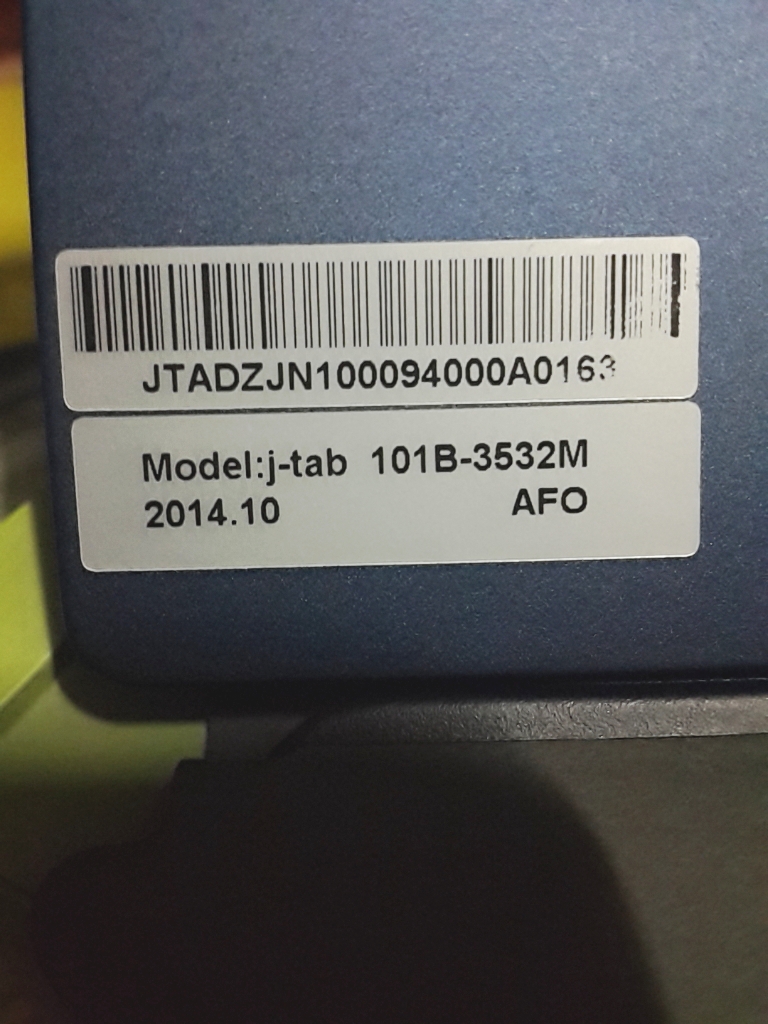 JTADZJN100094000A0163
Model:j-tab 101B-3532M
2014.10 AFO